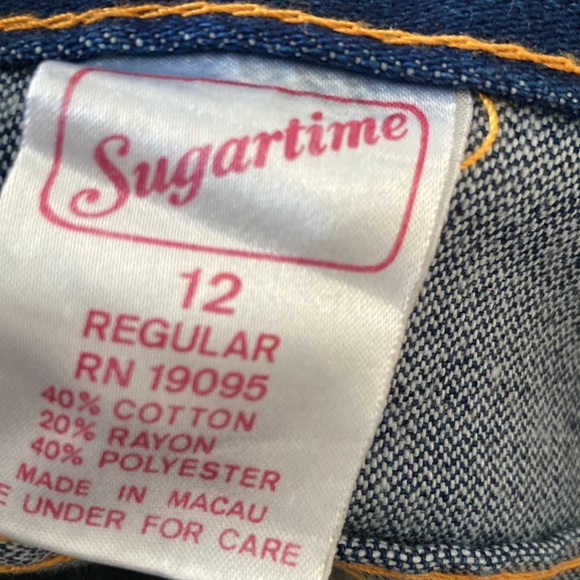 Sugartime
12
REGULAR
RN 19095
40% COTTON
20% RAYON
40% POLYESTER
MADE IN MACAU
UNDER FOR CARE